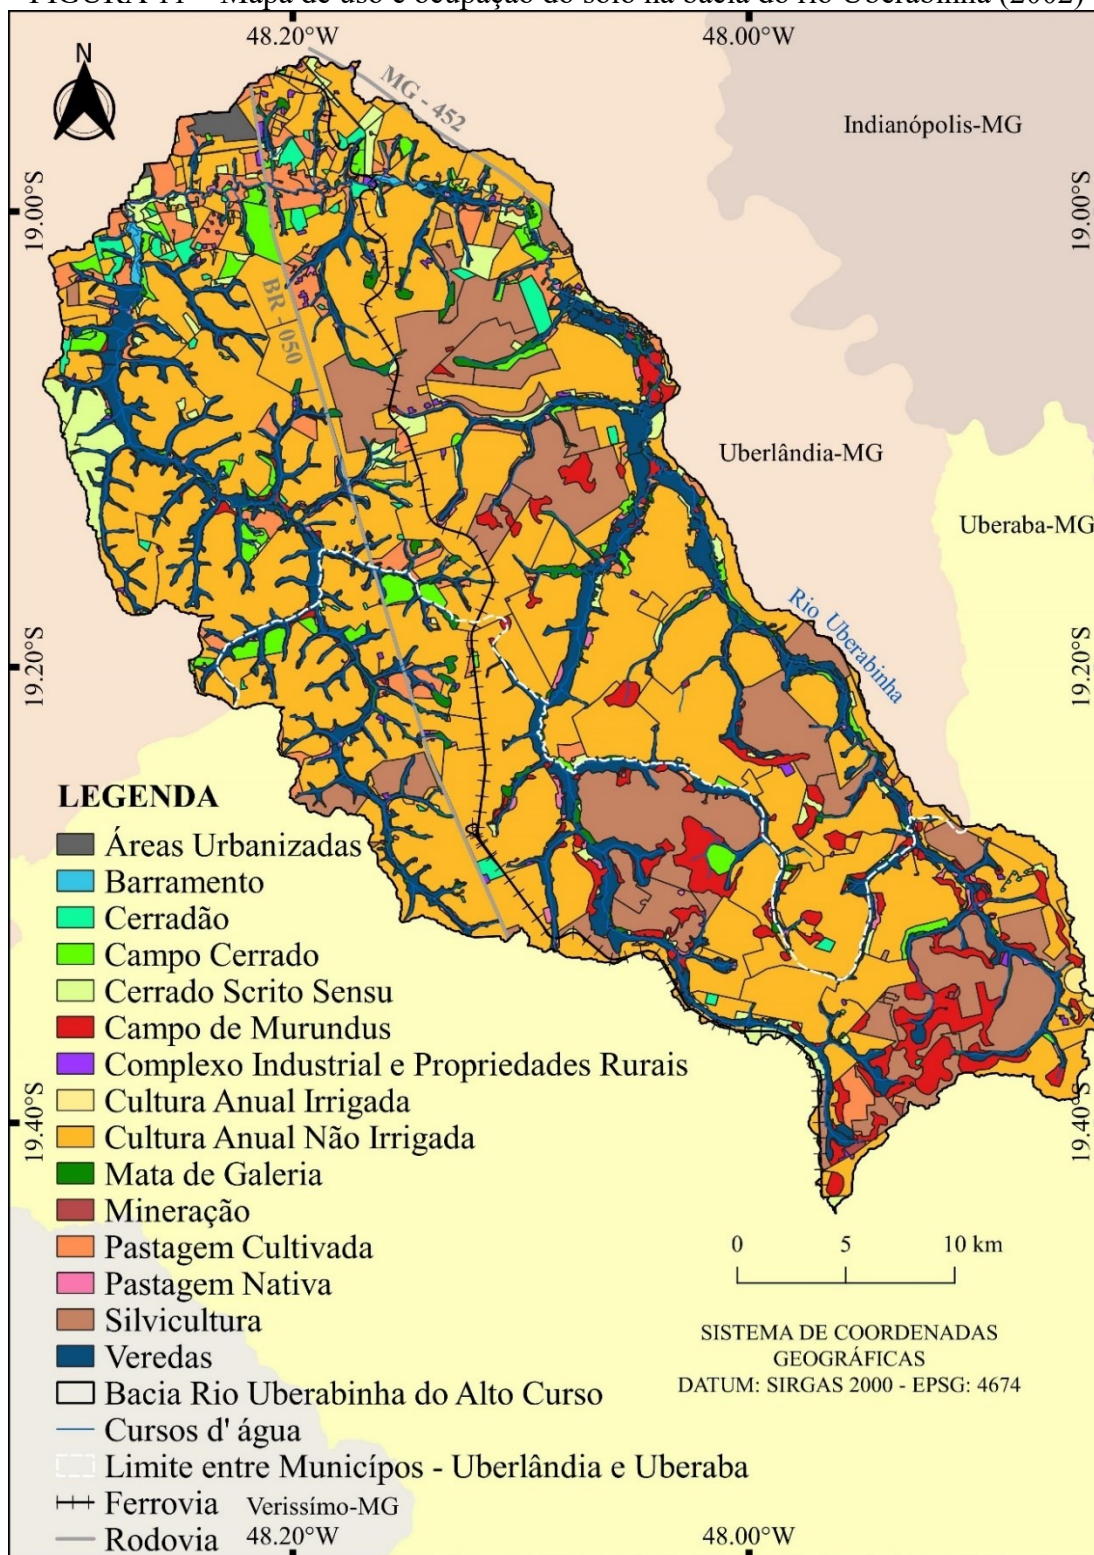 FIGURA 11 – Mapa de uso e ocupação do solo na bacia do rio Uberabinha (2002)
48.20°W 48.00°W
N
MG - 452
Indianópolis-MG
19.00°S 19.00°S
BR - 050
Uberlândia-MG
Uberaba-MG
Rio Uberabinha
19.20°S 19.20°S
LEGENDA
Áreas Urbanizadas
Barramento
Cerradão
Campo Cerrado
Cerrado Scrito Sensu
Campo de Murundus
Complexo Industrial e Propriedades Rurais
Cultura Anual Irrigada
Cultura Anual Não Irrigada
19.40°S 19.40°S
Mata de Galeria
Mineração
Pastagem Cultivada
Pastagem Nativa
Silvicultura
Veredas
Bacia Rio Uberabinha do Alto Curso
Cursos d' água
Limite entre Municípos - Uberlândia e Uberaba
Ferrovia
Rodovia
Verissímo-MG
0 5 10 km
SISTEMA DE COORDENADAS
GEOGRÁFICAS
DATUM: SIRGAS 2000 - EPSG: 4674
48.20°W 48.00°W